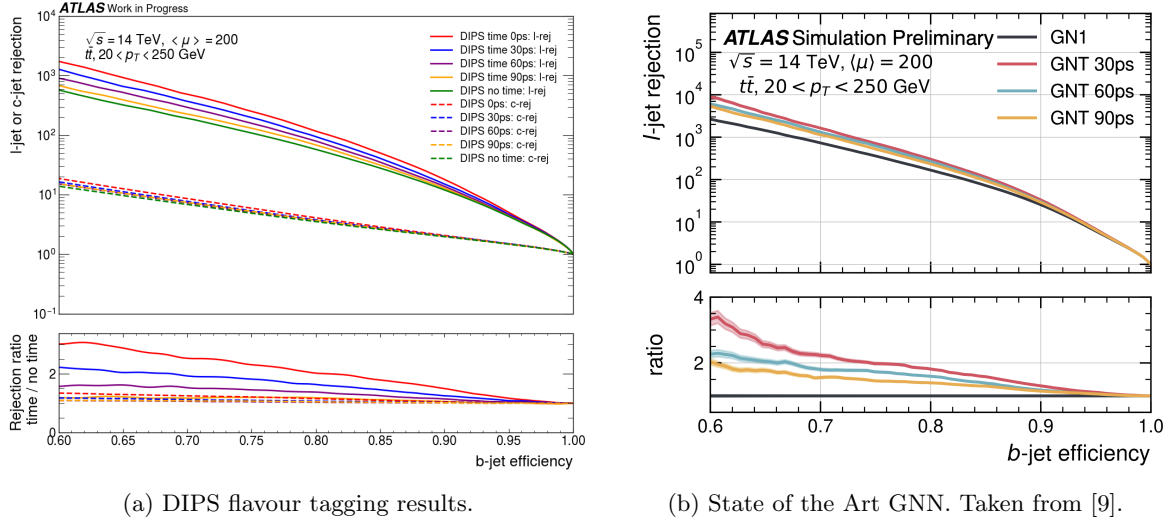 ATLAS Work in Progress
√s = 14 TeV, < μ > = 200
tt̄, 20 < p_T < 250 GeV
DIPS time 0ps: l-rej
DIPS time 30ps: l-rej
DIPS time 60ps: l-rej
DIPS time 90ps: l-rej
DIPS no time: l-rej
DIPS 0ps: c-rej
DIPS 30ps: c-rej
DIPS 60ps: c-rej
DIPS 90ps: c-rej
DIPS no time: c-rej
l-jet or c-jet rejection
10⁴
10³
10²
10¹
10⁰
10⁻¹
Rejection ratio
time / no time
2
0
0.60 0.65 0.70 0.75 0.80 0.85 0.90 0.95 1.00
b-jet efficiency
(a) DIPS flavour tagging results.
ATLAS Simulation Preliminary
√s = 14 TeV, ⟨μ⟩ = 200
tt̄, 20 < p_T < 250 GeV
GN1
GNT 30ps
GNT 60ps
GNT 90ps
l-jet rejection
10⁵
10⁴
10³
10²
10¹
10⁰
ratio
4
2
0.6 0.7 0.8 0.9 1.0
b-jet efficiency
(b) State of the Art GNN. Taken from [9].